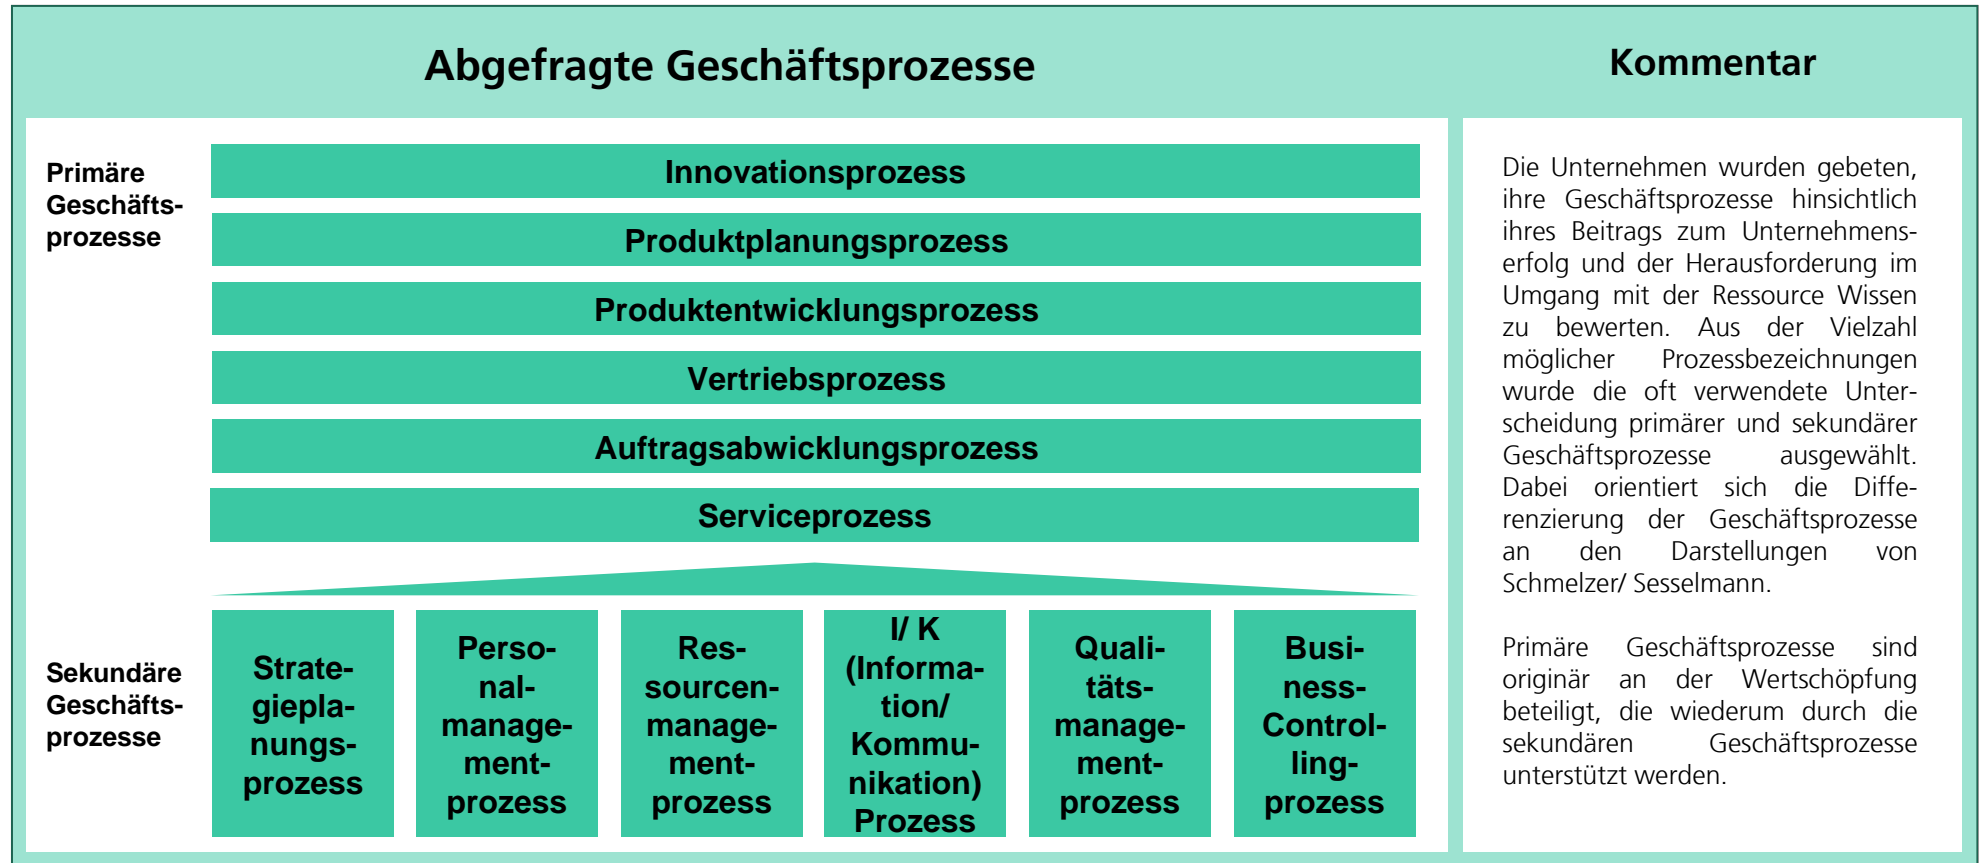 Abgefragte Geschäftsprozesse
Primäre
Geschäfts-
prozesse
Innovationsprozess
Produktplanungsprozess
Produktentwicklungsprozess
Vertriebsprozess
Auftragsabwicklungsprozess
Serviceprozess
Sekundäre
Geschäfts-
prozesse
Strate-
giepla-
nungs-
prozess
Perso-
nal-
manage-
ment-
prozess
Res-
sourcen-
manage-
ment-
prozess
I/ K
(Informa-
tion/
Kommu-
nikation)
Prozess
Quali-
täts-
manage-
ment-
prozess
Busi-
ness-
Control-
ling-
prozess
Kommentar
Die Unternehmen wurden gebeten,
ihre Geschäftsprozesse hinsichtlich
ihres Beitrags zum Unternehmens-
erfolg und der Herausforderung im
Umgang mit der Ressource Wissen
zu bewerten. Aus der Vielzahl
möglicher Prozessbezeichnungen
wurde die oft verwendete Unter-
scheidung primärer und sekundärer
Geschäftsprozesse ausgewählt.
Dabei orientiert sich die Diffe-
renzierung der Geschäftsprozesse
an den Darstellungen von
Schmelzer/ Sesselmann.
Primäre Geschäftsprozesse sind
originär an der Wertschöpfung
beteiligt, die wiederum durch die
sekundären Geschäftsprozesse
unterstützt werden.